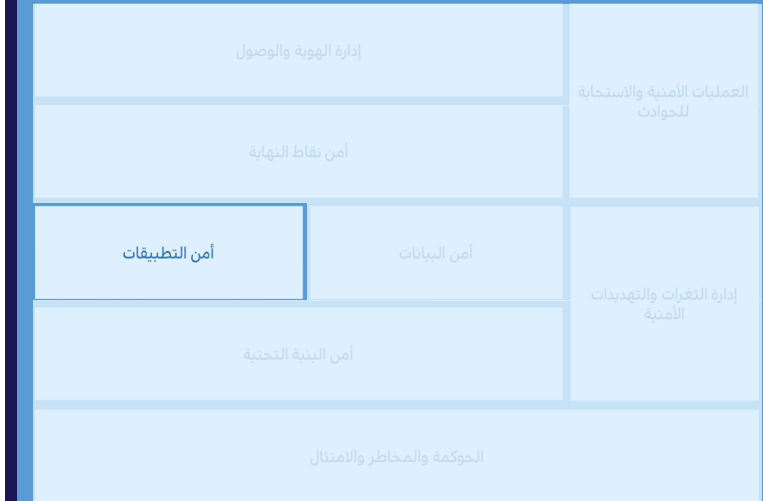 إدارة الهوية والوصول
العمليات الأمنية والاستجابة
للحوادث
أمن نقاط النهاية
أمن البيانات
أمن التطبيقات
إدارة الثغرات والتهديدات
الأمنية
أمن البنية التحتية
الحوكمة والمخاطر والامتثال